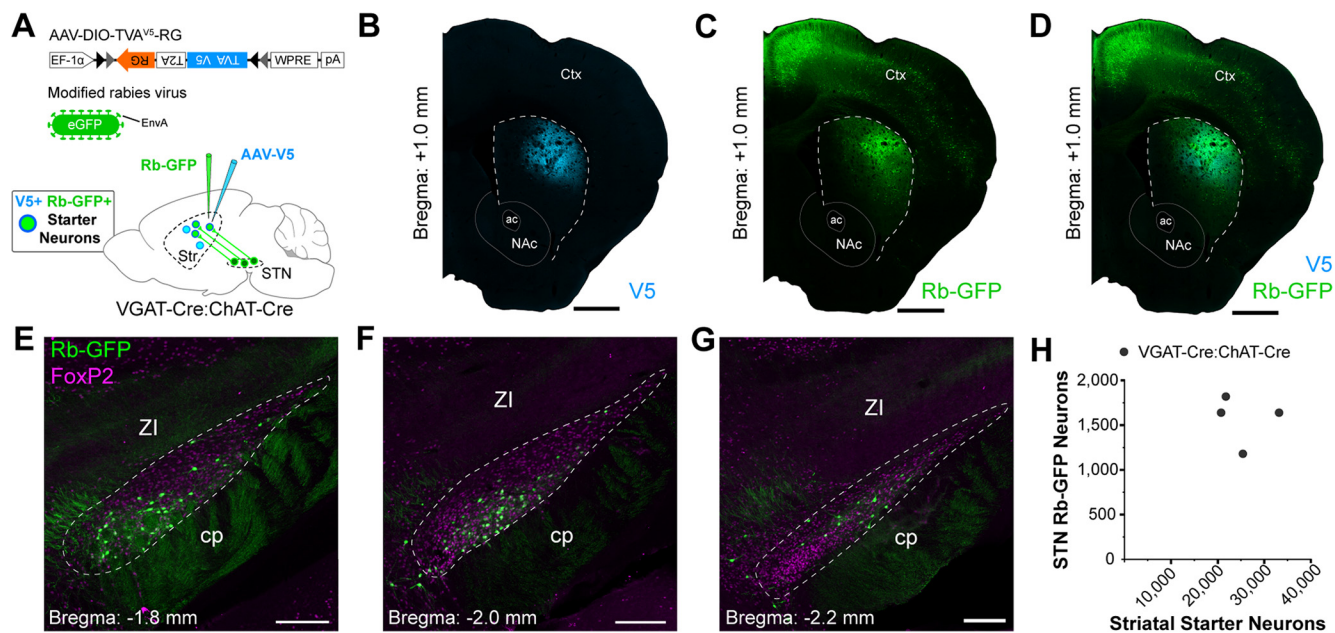 A
AAV-DIO-TVAV5-RG
EF-1α RG T2A TVA V5 WPRE pA
Modified rabies virus
eGFP EnvA
Rb-GFP AAV-V5
V5+ Rb-GFP+
Starter
Neurons
Str
STN
VGAT-Cre:ChAT-Cre
B
Bregma: +1.0 mm
Ctx
ac
NAc
V5
C
Bregma: +1.0 mm
Ctx
ac
NAc
Rb-GFP
D
Bregma: +1.0 mm
Ctx
ac
NAc
V5
Rb-GFP
E
Rb-GFP
FoxP2
ZI
cp
Bregma: -1.8 mm
F
ZI
cp
Bregma: -2.0 mm
G
ZI
cp
Bregma: -2.2 mm
H
VGAT-Cre:ChAT-Cre
STN Rb-GFP Neurons
2,000
1,500
1,000
500
0
10,000 20,000 30,000 40,000
Striatal Starter Neurons